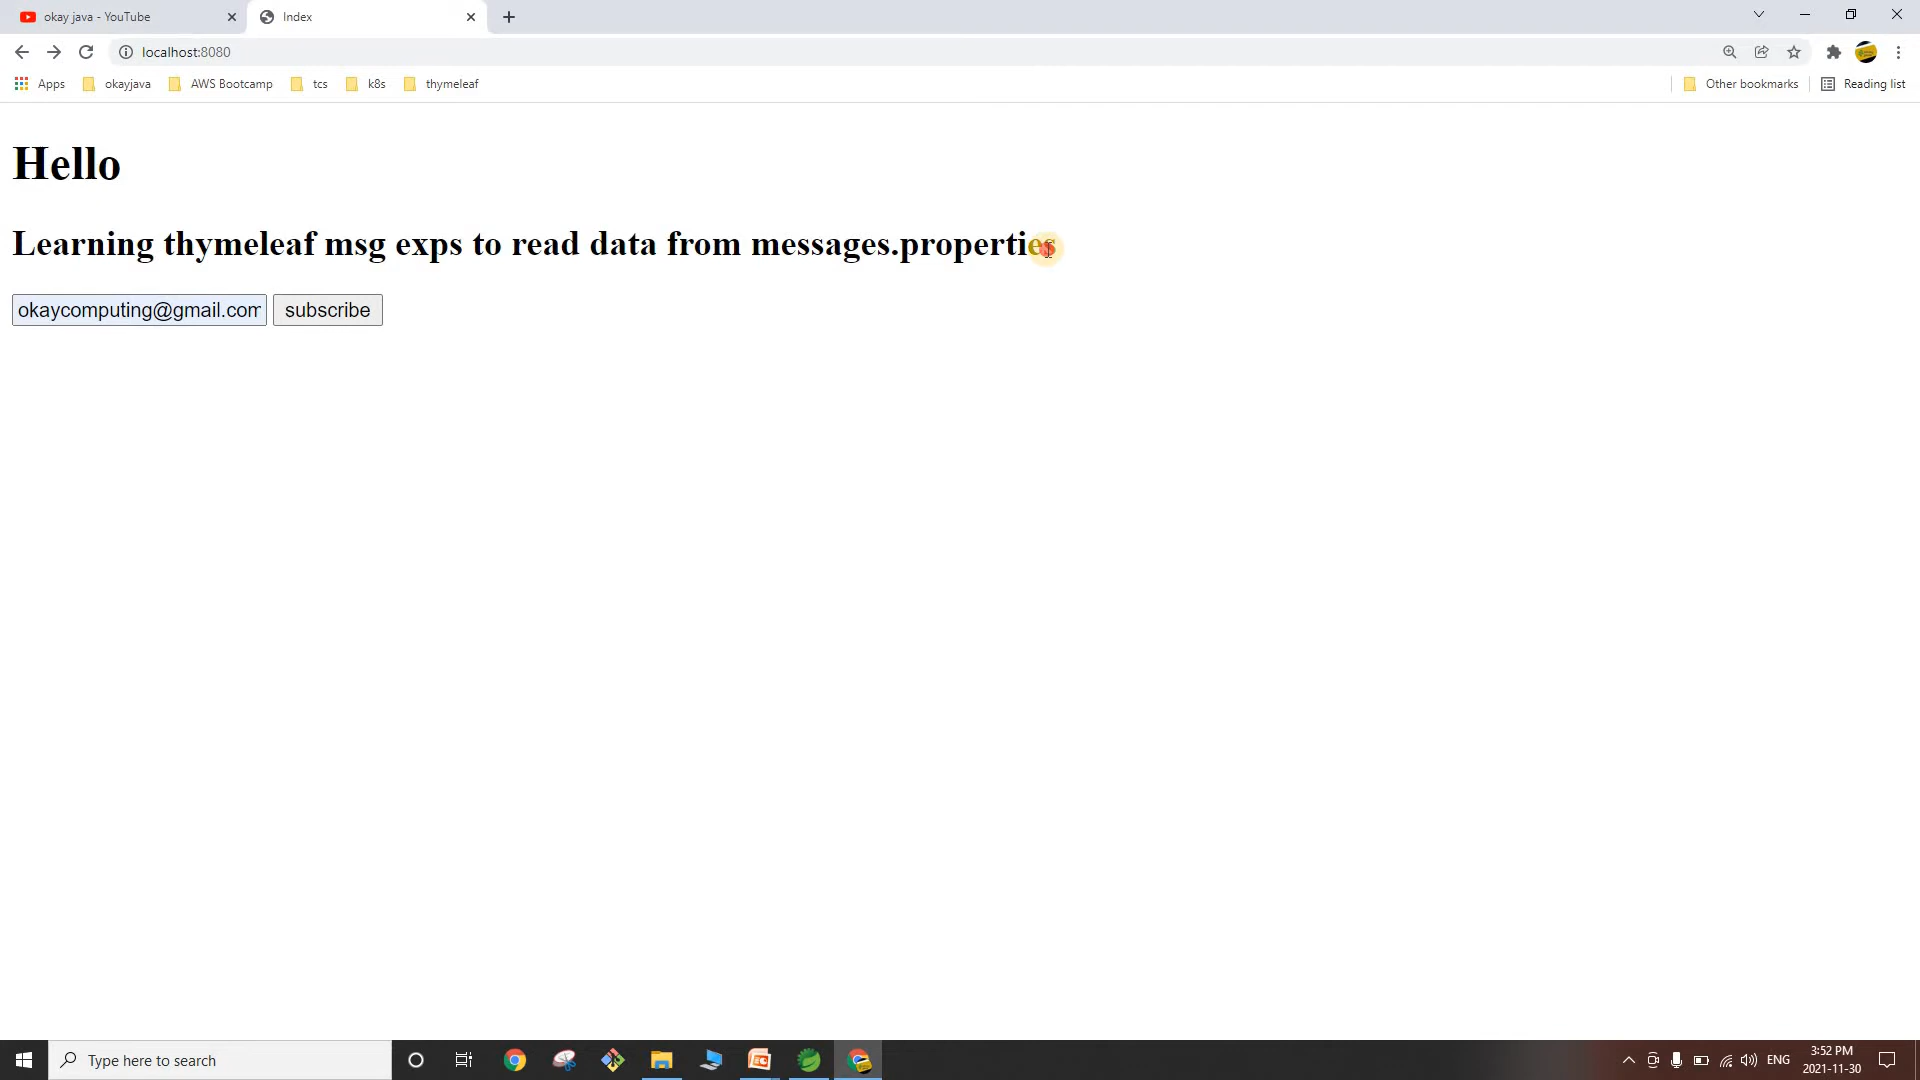 okay java - YouTube
Index
localhost:8080
Apps
okayjava
AWS Bootcamp
tcs
k8s
thymeleaf
Other bookmarks
Reading list
Hello
Learning thymeleaf msg exps to read data from messages.properties
okaycomputing@gmail.com
subscribe
Type here to search
ENG
3:52 PM
2021-11-30